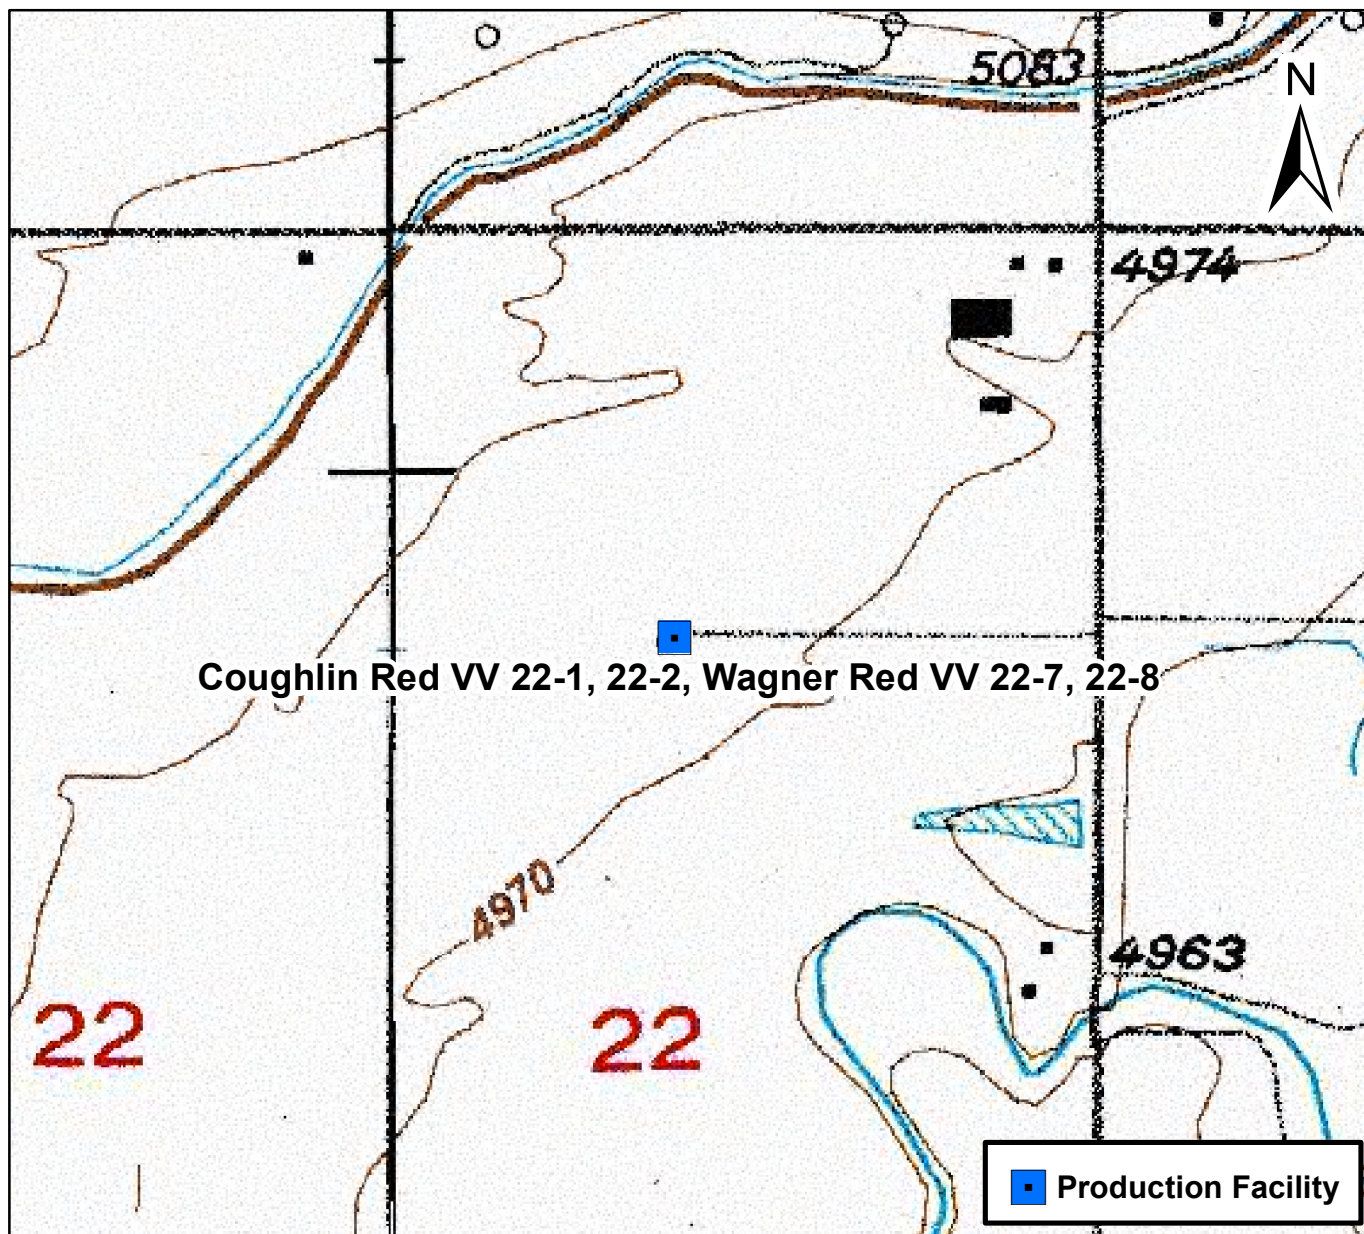 5083
N
4974
Coughlin Red VV 22-1, 22-2, Wagner Red VV 22-7, 22-8
4970
4963
22
22
Production Facility